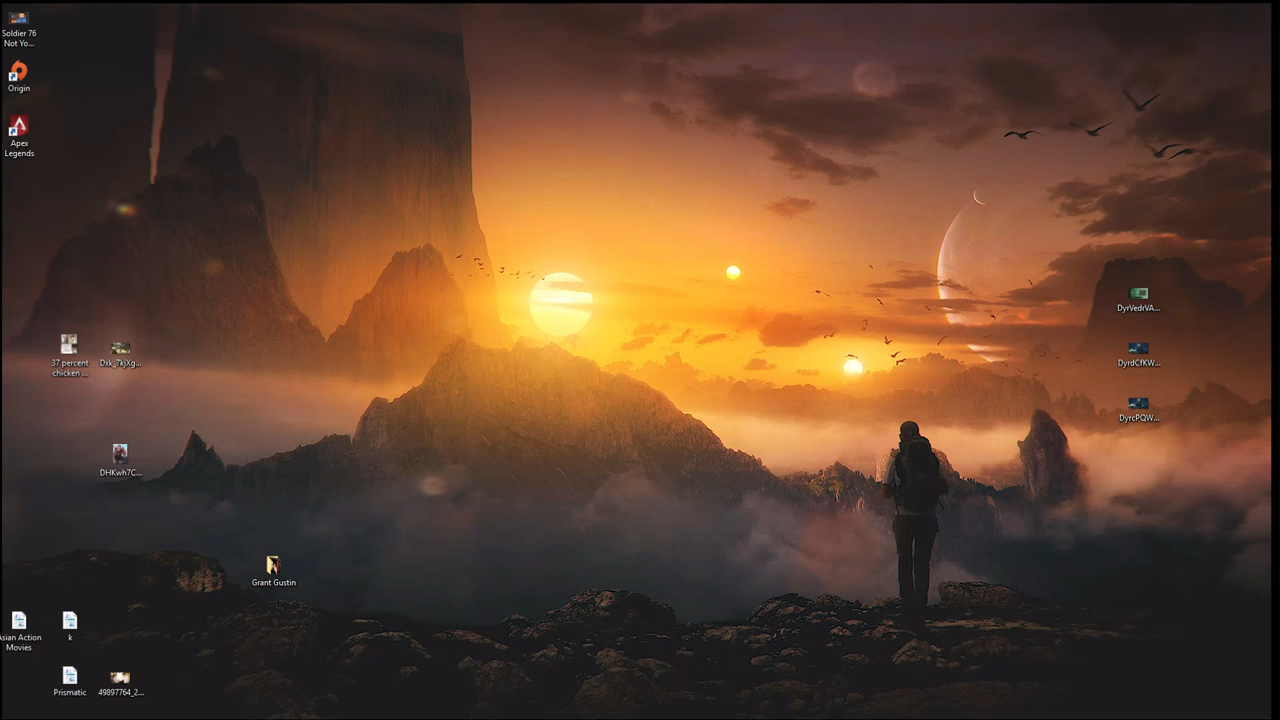 Soldier 76
Not Yo...
Origin
Apex
Legends
37 percent
chicken ...
Dxk_7kjXg...
DHKwh7C...
Grant Gustin
Asian Action
Movies
k
Prismatic
49897764_2...
DyrVedrVA...
DyrdCfKW...
DyrcPQW...